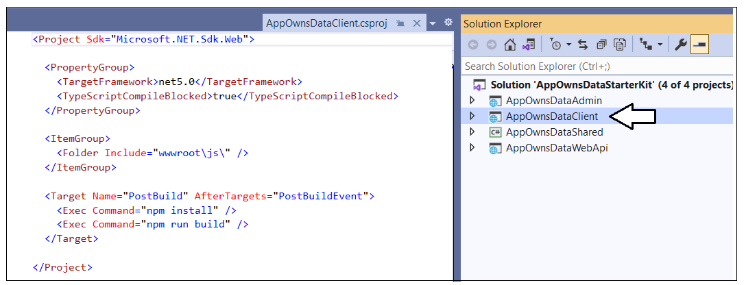 AppOwnsDataClient.csproj
<Project Sdk="Microsoft.NET.Sdk.Web">
<PropertyGroup>
<TargetFramework>net5.0</TargetFramework>
<TypeScriptCompileBlocked>true</TypeScriptCompileBlocked>
</PropertyGroup>
<ItemGroup>
<Folder Include="wwwroot\js\" />
</ItemGroup>
<Target Name="PostBuild" AfterTargets="PostBuildEvent">
<Exec Command="npm install" />
<Exec Command="npm run build" />
</Target>
</Project>
Solution Explorer
Search Solution Explorer (Ctrl+;)
Solution 'AppOwnsDataStarterKit' (4 of 4 projects)
AppOwnsDataAdmin
AppOwnsDataClient
C# AppOwnsDataShared
AppOwnsDataWebApi